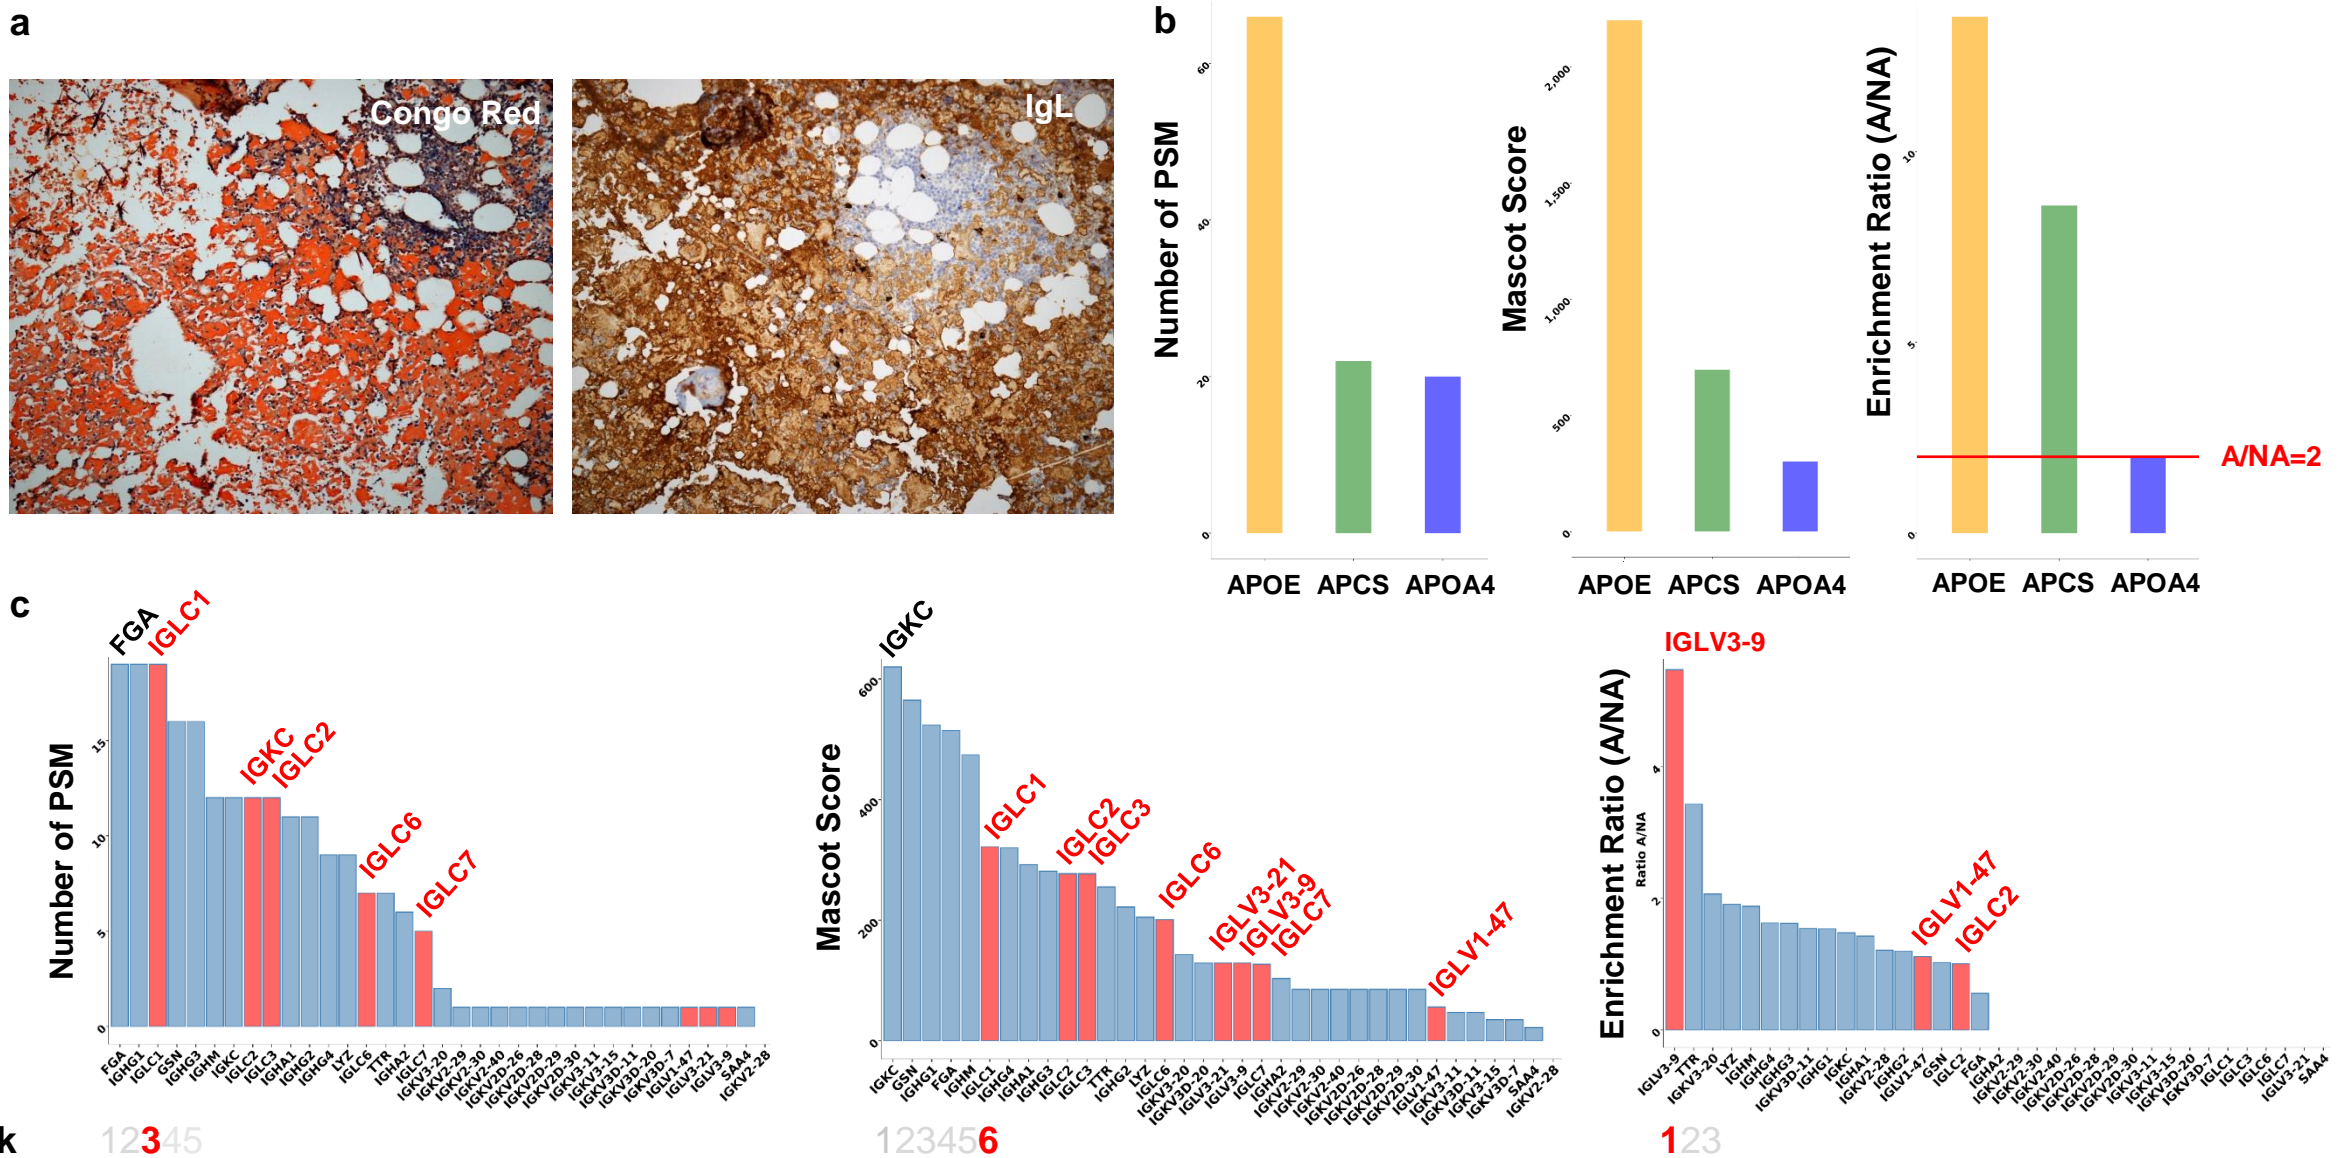 a
Congo Red
IgL
b
Number of PSM
60
40
20
0
APOE APCS APOA4
Mascot Score
2,000
1,500
1,000
500
0
APOE APCS APOA4
Enrichment Ratio (A/NA)
10
5
0
A/NA=2
APOE APCS APOA4
c
FGA
IGLC1
IGKC
IGLC2
IGLC6
IGLC7
Number of PSM
15
10
5
0
FGA IGHG1 IGLC1 GSN IGHG3 IGHM IGKC IGLC2 IGLC3 IGHA1 IGHG2 IGHG4 LYZ IGLC6 TTR IGHA2 IGLC7 IGKV3-20 IGKV2-29 IGKV2-30 IGKV2-40 IGKV2D-26 IGKV2D-28 IGKV2D-29 IGKV2D-30 IGKV3-11 IGKV3-15 IGKV3D-11 IGKV3D-20 IGKV3D-7 IGLV1-47 IGLV3-21 IGLV3-9 SAA4 IGKV2-28
IGKC
IGLC1
IGLC2
IGLC3
IGLC6
IGLV3-21
IGLV3-9
IGLC7
IGLV1-47
Mascot Score
600
400
200
0
IGKC GSN IGHG1 FGA IGHM IGLC1 IGHG4 IGHA1 IGHG3 IGLC2 IGLC3 TTR IGHG2 LYZ IGLC6 IGKV3-20 IGKV3D-20 IGLV3-21 IGLV3-9 IGLC7 IGHA2 IGKV2-29 IGKV2-30 IGKV2-40 IGKV2D-26 IGKV2D-28 IGKV2D-29 IGKV2D-30 IGLV1-47 IGKV3-11 IGKV3D-11 IGKV3-15 IGKV3D-7 SAA4 IGKV2-28
IGLV3-9
IGLV1-47
IGLC2
Enrichment Ratio (A/NA)
Ratio A/NA
4
2
0
IGLV3-9 TTR IGKV3-20 LYZ IGHM IGHG4 IGHG3 IGKV3D-11 IGHG1 IGKC IGHA1 IGKV2-28 IGHG2 IGLV1-47 GSN IGLC2 FGA IGHA2 IGKV2-29 IGKV2-30 IGKV2-40 IGKV2D-26 IGKV2D-28 IGKV2D-29 IGKV2D-30 IGKV3-11 IGKV3-15 IGKV3D-20 IGKV3D-7 IGLC1 IGLC3 IGLC6 IGLC7 IGLV3-21 SAA4
k
12345
123456
123